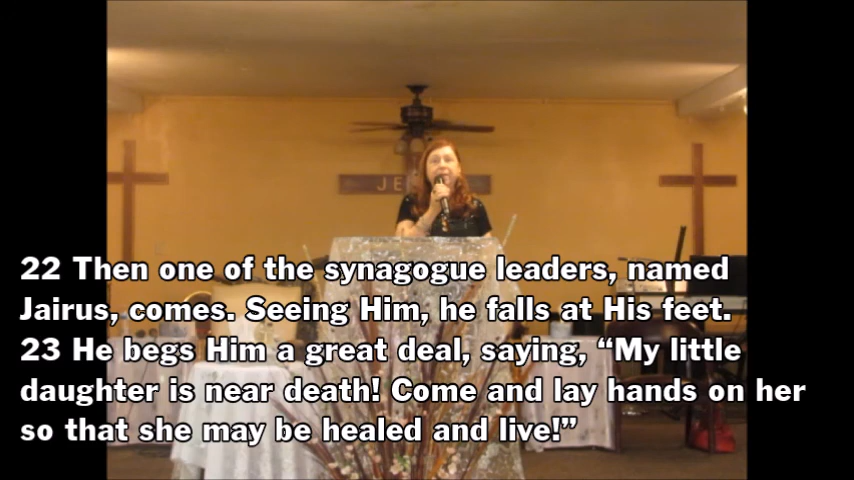 JE
22 Then one of the synagogue leaders, named
Jairus, comes. Seeing Him, he falls at His feet.
23 He begs Him a great deal, saying, “My little
daughter is near death! Come and lay hands on her
so that she may be healed and live!”